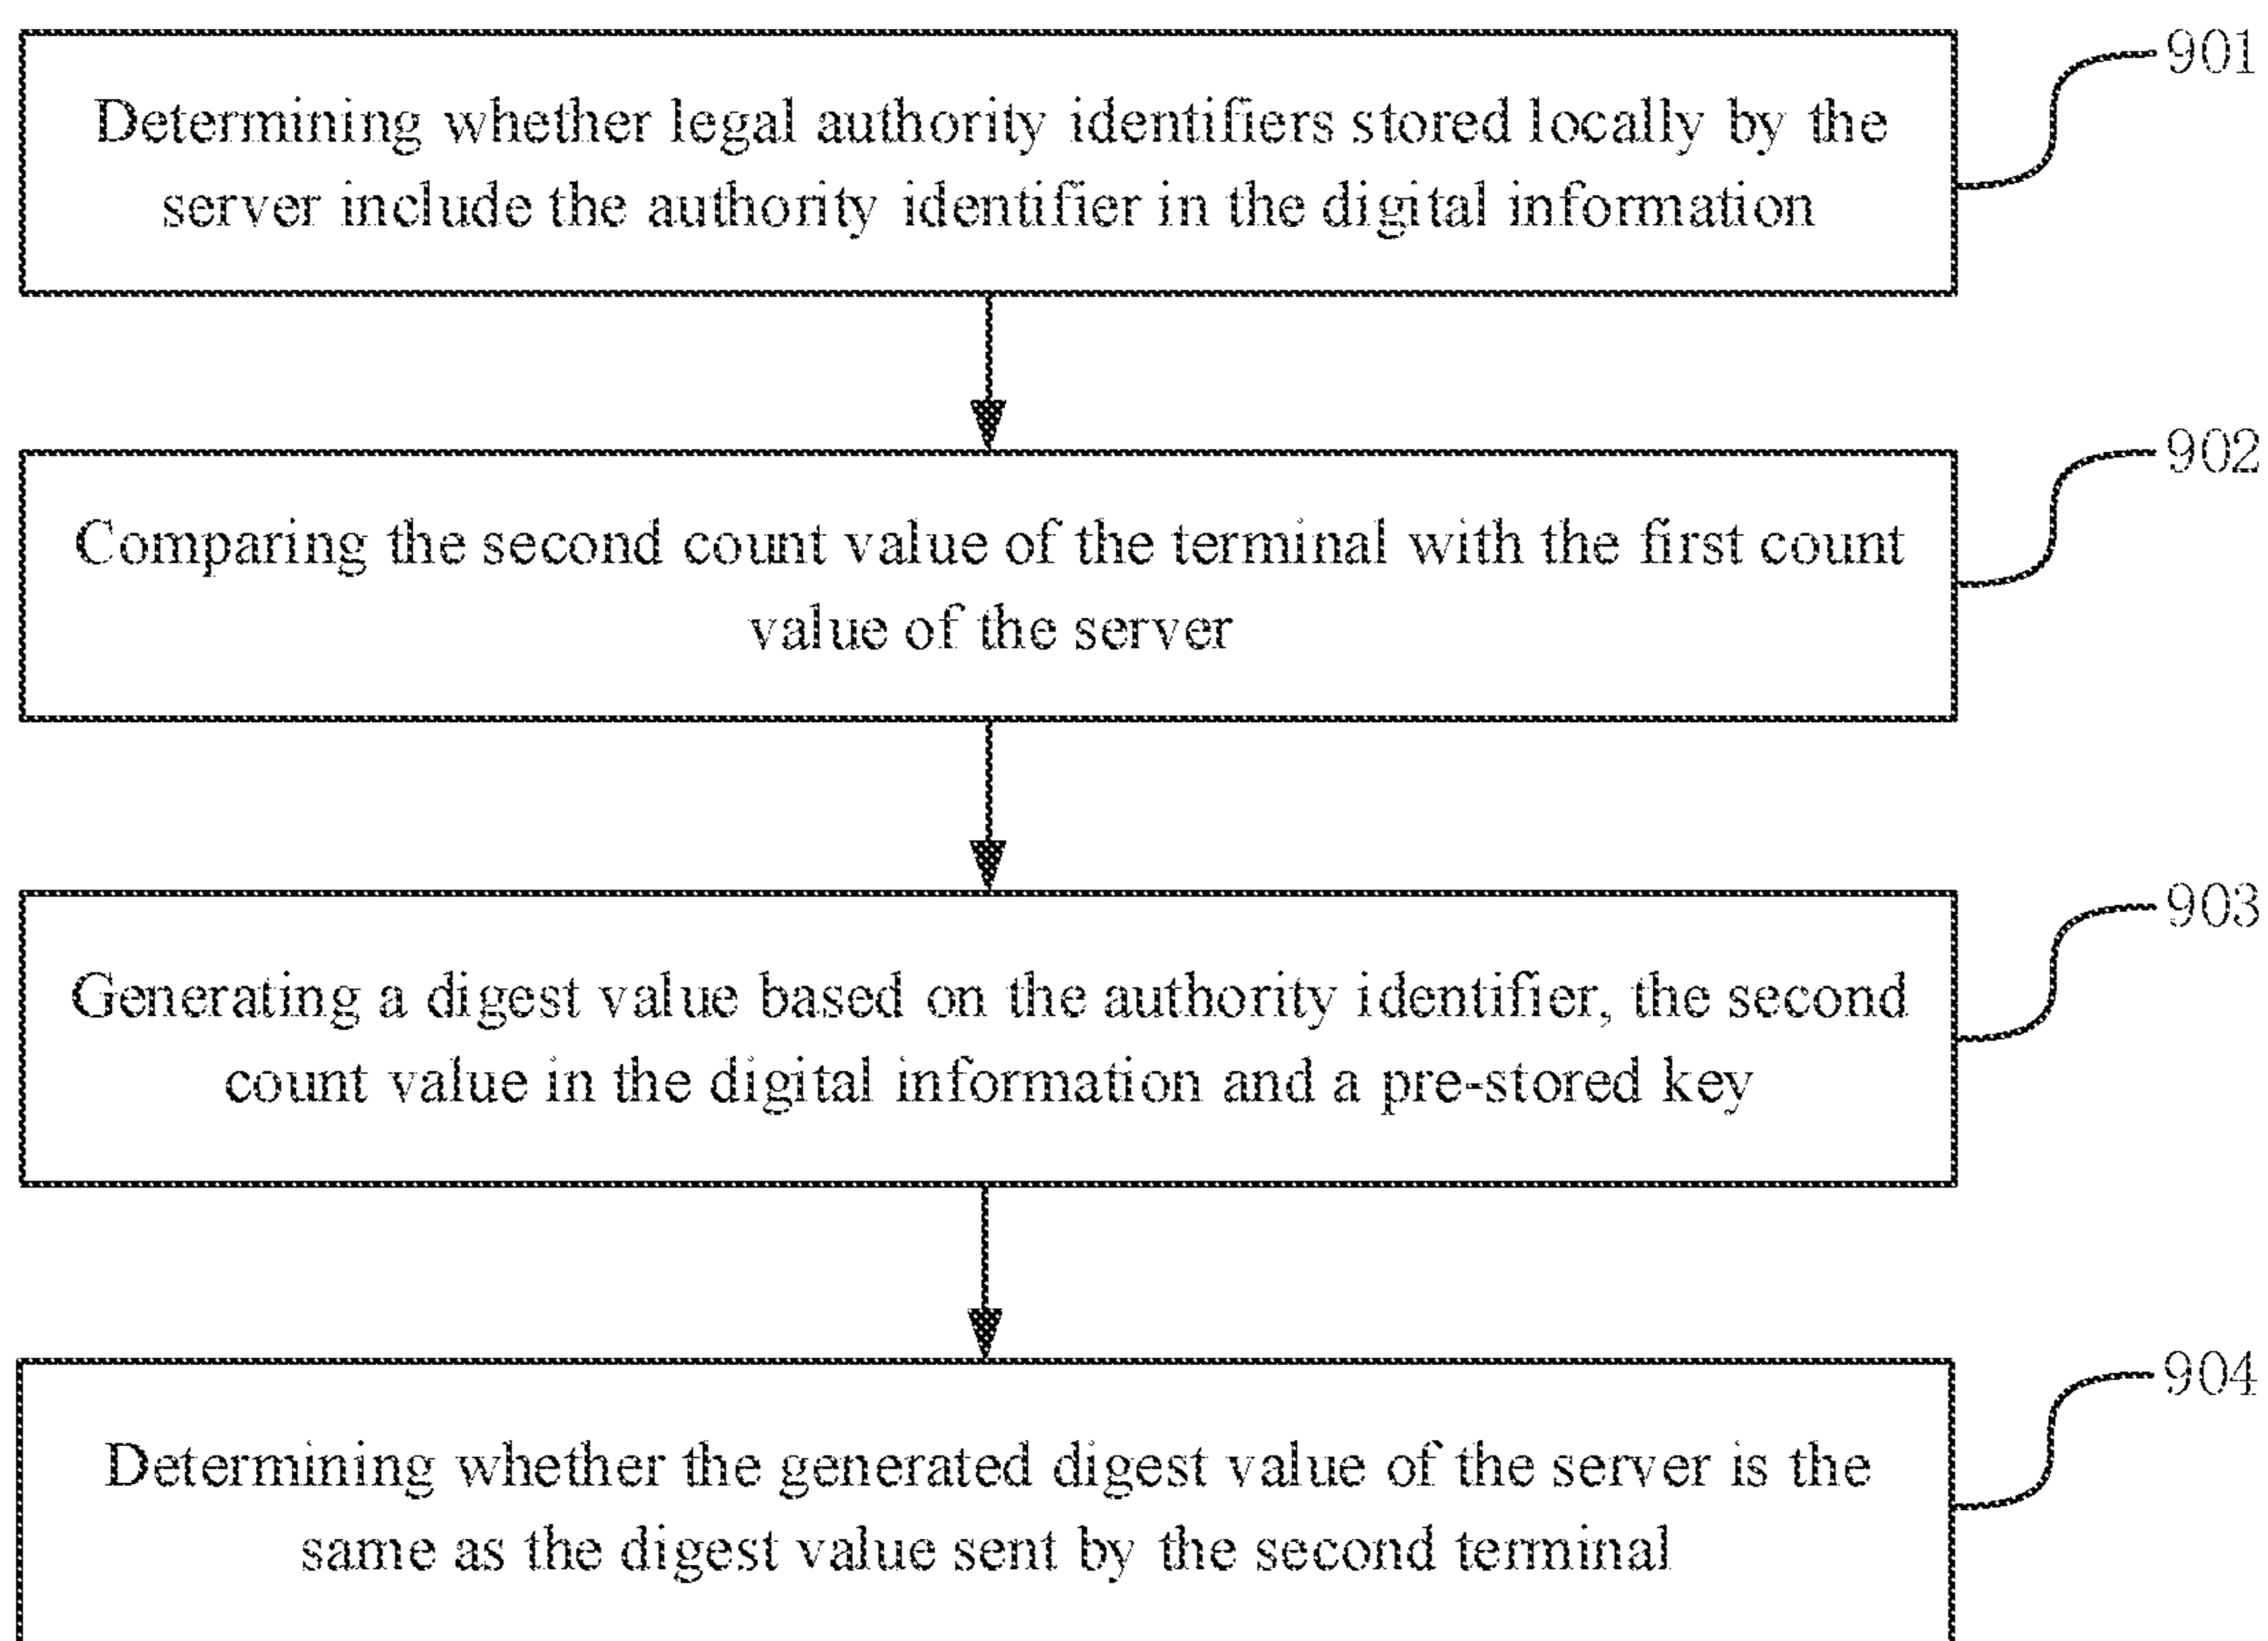 901
Determining whether legal authority identifiers stored locally by the
server include the authority identifier in the digital information
902
Comparing the second count value of the terminal with the first count
value of the server
903
Generating a digest value based on the authority identifier, the second
count value in the digital information and a pre-stored key
904
Determining whether the generated digest value of the server is the
same as the digest value sent by the second terminal